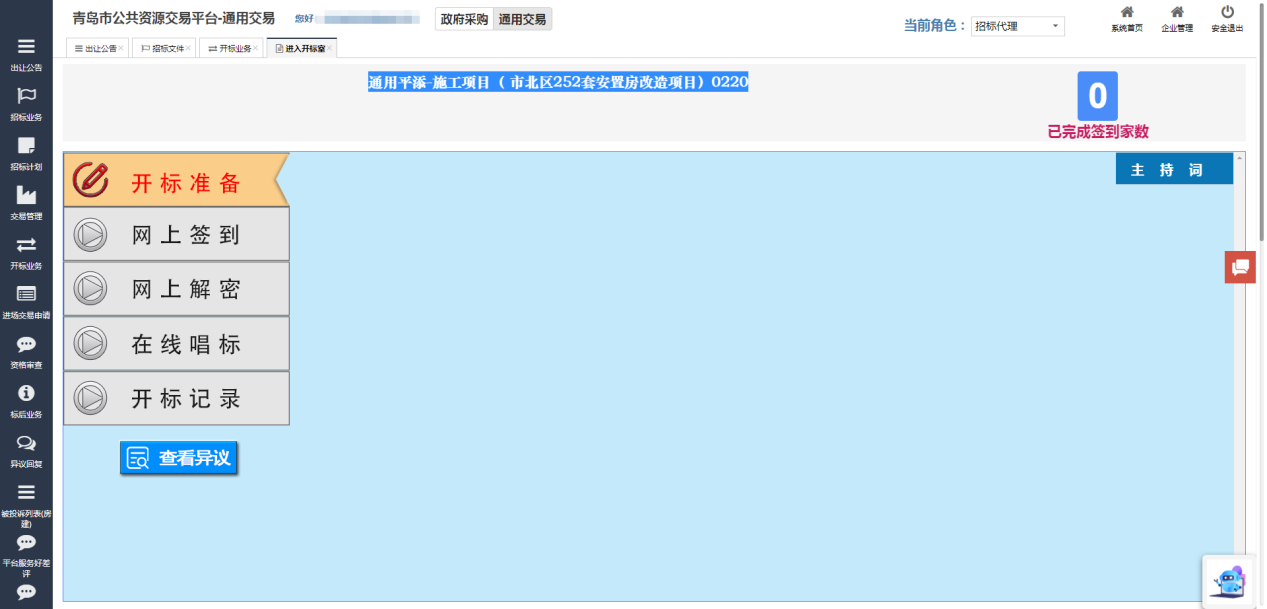 青岛市公共资源交易平台-通用交易 您好 政府采购 通用交易 当前角色： 招标代理 系统首页 企业管理 安全退出
出让公告× 招标文件× 开标业务× 进入开标室×
出让公告
招标业务
招标计划
交易管理
开标业务
进场交易申请
资格审查
标后业务
异议回复
被投诉列表(房
建)
平台服务好差
评
通用平添-施工项目（ 市北区252套安置房改造项目）0220
0
已完成签到家数
主 持 词
开标准备
网上签到
网上解密
在线唱标
开标记录
查看异议